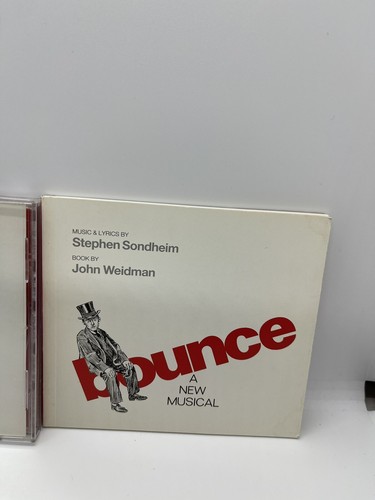 MUSIC & LYRICS BY
Stephen Sondheim
BOOK BY
John Weidman
bounce
A
NEW
MUSICAL